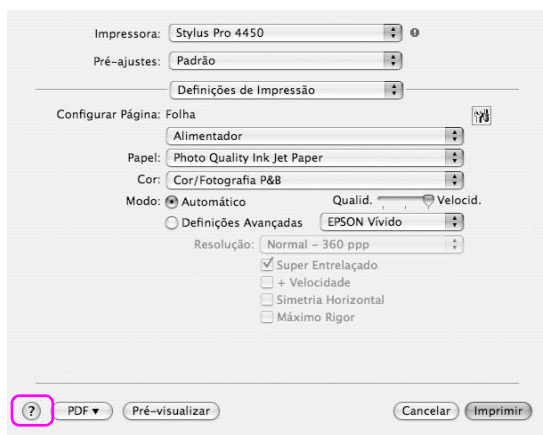 Impressora: Stylus Pro 4450
Pré-ajustes: Padrão
Definições de Impressão
Configurar Página: Folha
Alimentador
Papel: Photo Quality Ink Jet Paper
Cor: Cor/Fotografia P&B
Modo: Automático Qualid. Velocid.
Definições Avançadas EPSON Vívido
Resolução: Normal – 360 ppp
Super Entrelaçado
+ Velocidade
Simetria Horizontal
Máximo Rigor
? PDF Pré-visualizar Cancelar Imprimir